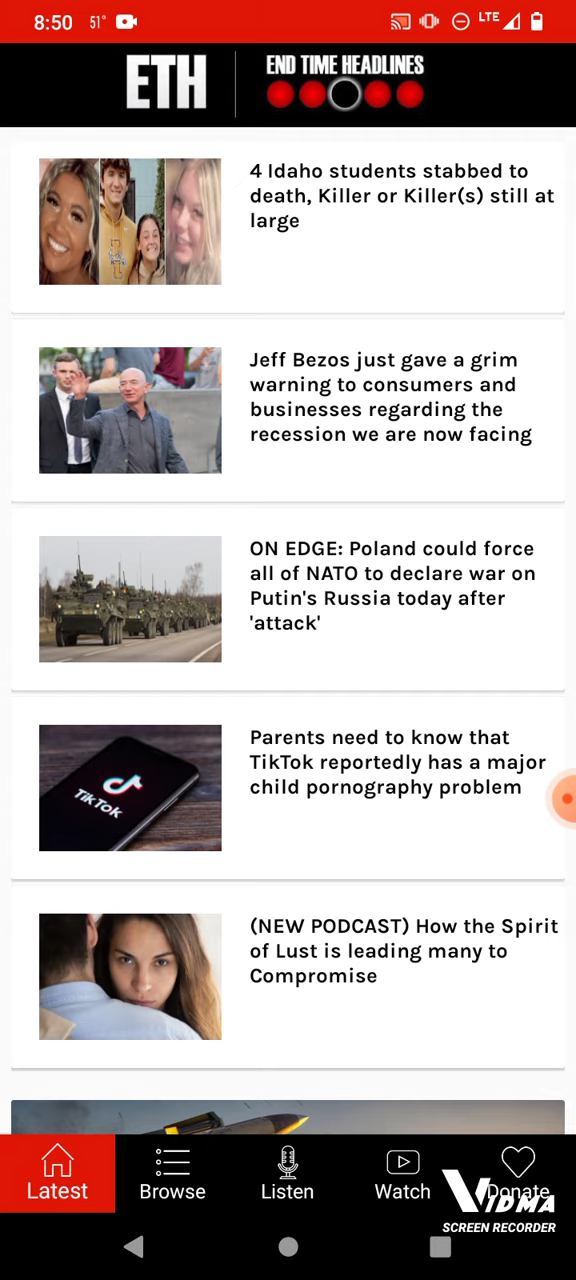 8:50 51° LTE
ETH END TIME HEADLINES
4 Idaho students stabbed to
death, Killer or Killer(s) still at
large
Jeff Bezos just gave a grim
warning to consumers and
businesses regarding the
recession we are now facing
ON EDGE: Poland could force
all of NATO to declare war on
Putin's Russia today after
'attack'
TikTok
Parents need to know that
TikTok reportedly has a major
child pornography problem
(NEW PODCAST) How the Spirit
of Lust is leading many to
Compromise
Latest Browse Listen Watch Donate
VIDMA
SCREEN RECORDER